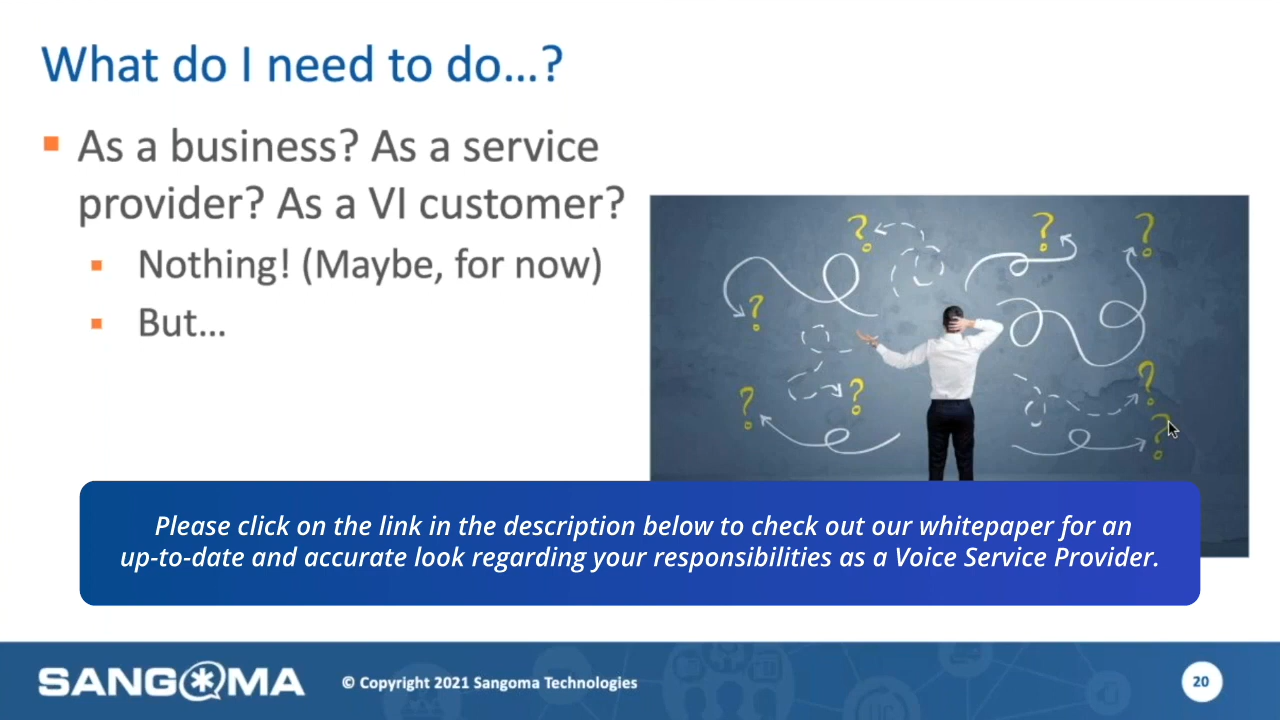 What do I need to do...?
As a business? As a service
provider? As a VI customer?
Nothing! (Maybe, for now)
But...
? ? ?
?
? ? ?
?
Please click on the link in the description below to check out our whitepaper for an
up-to-date and accurate look regarding your responsibilities as a Voice Service Provider.
SANGOMA © Copyright 2021 Sangoma Technologies 20